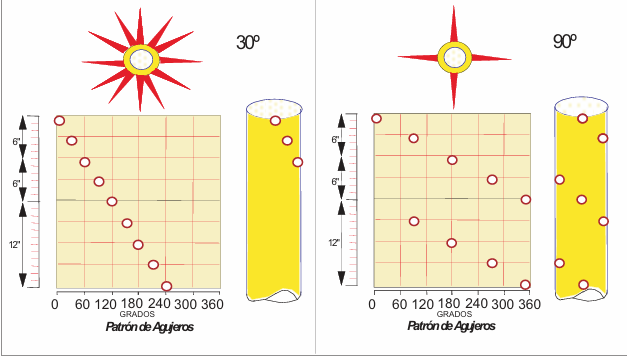 30º
6"
6"
12"
0 60 120 180 240 300 360
GRADOS
Patrón de Agujeros
90º
6"
6"
12"
0 60 120 180 240 300 360
GRADOS
Patrón de Agujeros